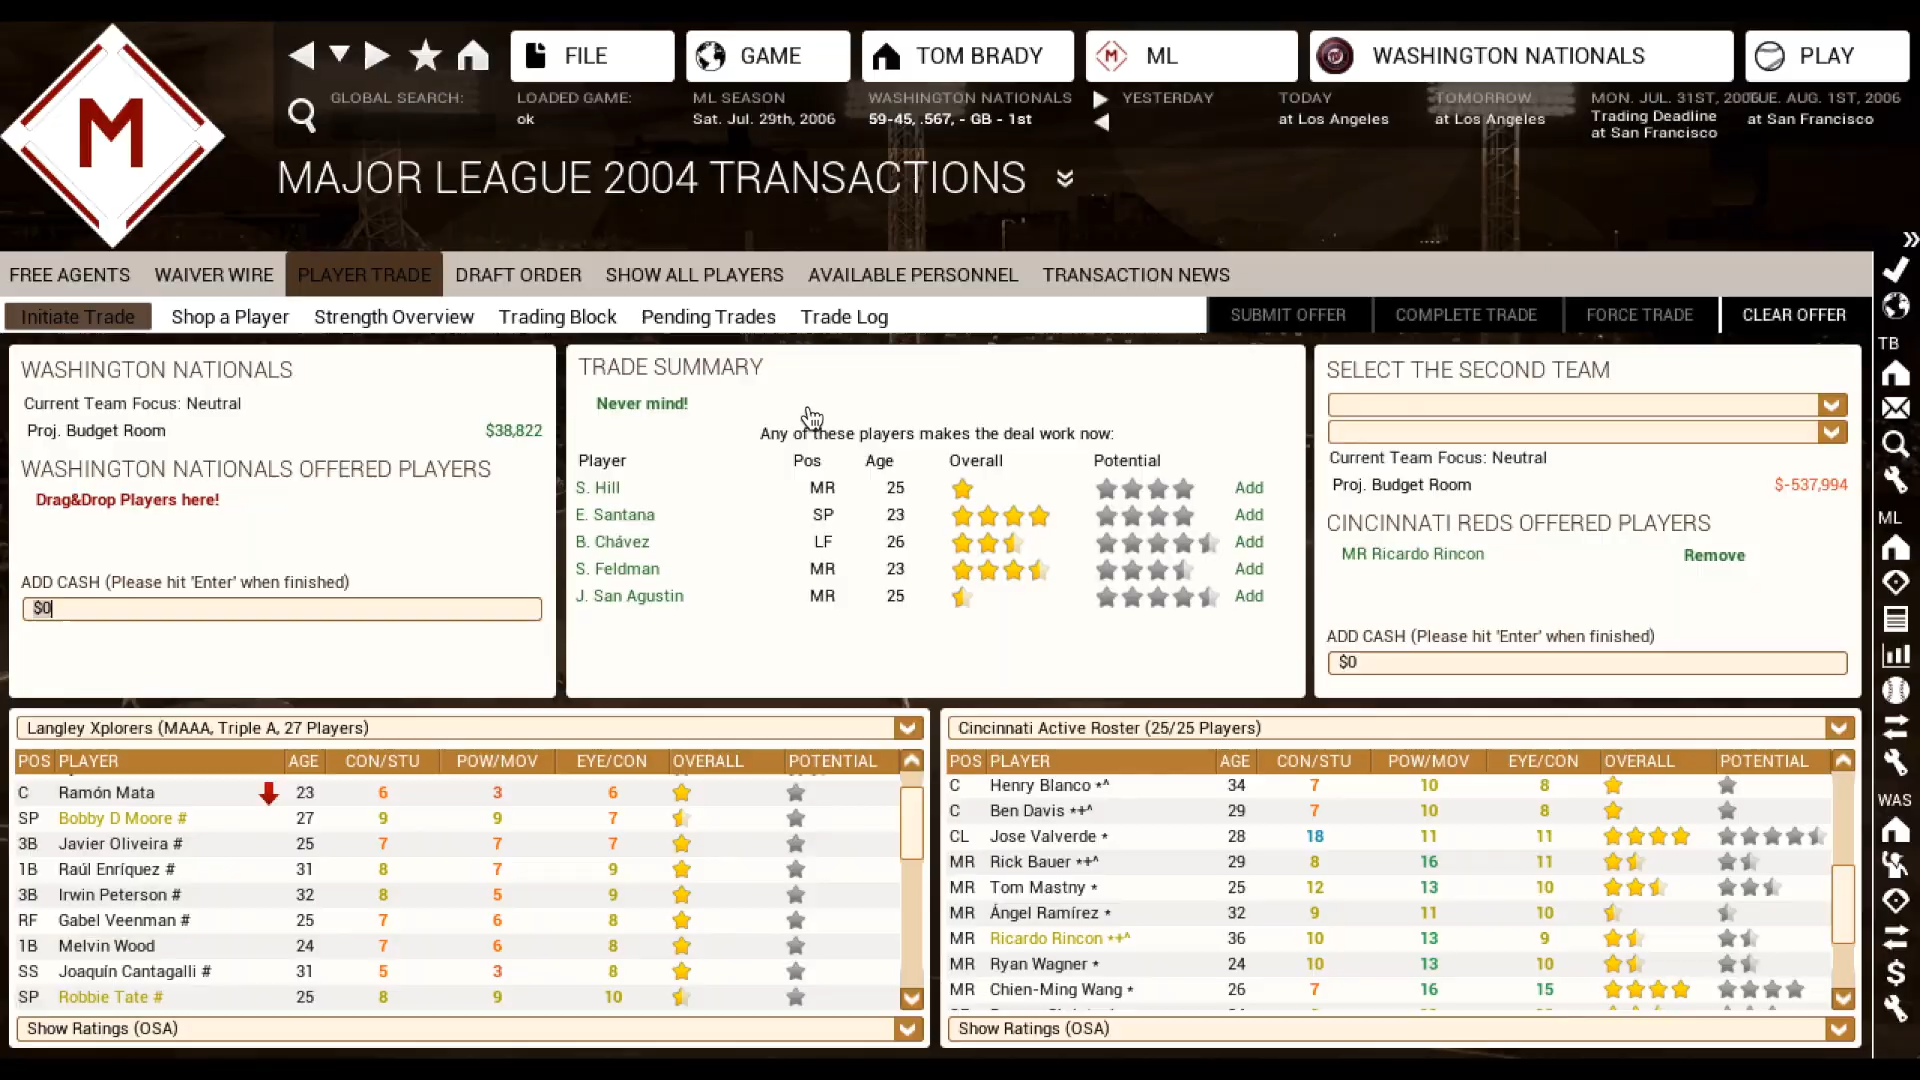 M
FILE
GAME
TOM BRADY
ML
WASHINGTON NATIONALS
PLAY
GLOBAL SEARCH:
LOADED GAME:
ok
ML SEASON
Sat. Jul. 29th, 2006
WASHINGTON NATIONALS
59-45, .567, - GB - 1st
YESTERDAY
TODAY
at Los Angeles
TOMORROW
at Los Angeles
MON. JUL. 31ST, 2006
Trading Deadline
at San Francisco
TUE. AUG. 1ST, 2006
at San Francisco
MAJOR LEAGUE 2004 TRANSACTIONS
FREE AGENTS WAIVER WIRE PLAYER TRADE DRAFT ORDER SHOW ALL PLAYERS AVAILABLE PERSONNEL TRANSACTION NEWS
Initiate Trade Shop a Player Strength Overview Trading Block Pending Trades Trade Log SUBMIT OFFER COMPLETE TRADE FORCE TRADE CLEAR OFFER
WASHINGTON NATIONALS
Current Team Focus: Neutral
Proj. Budget Room $38,822
WASHINGTON NATIONALS OFFERED PLAYERS
Drag&Drop Players here!
ADD CASH (Please hit 'Enter' when finished)
$0
TRADE SUMMARY
Never mind!
Any of these players makes the deal work now:
Player Pos Age Overall Potential
S. Hill MR 25 Add
E. Santana SP 23 Add
B. Chávez LF 26 Add
S. Feldman MR 23 Add
J. San Agustin MR 25 Add
SELECT THE SECOND TEAM
Current Team Focus: Neutral
Proj. Budget Room $-537,994
CINCINNATI REDS OFFERED PLAYERS
MR Ricardo Rincon Remove
ADD CASH (Please hit 'Enter' when finished)
$0
Langley Xplorers (MAAA, Triple A, 27 Players)
POS PLAYER AGE CON/STU POW/MOV EYE/CON OVERALL POTENTIAL
C Ramón Mata 23 6 3 6
SP Bobby D Moore # 27 9 9 7
3B Javier Oliveira # 25 7 7 7
1B Raúl Enríquez # 31 8 7 9
3B Irwin Peterson # 32 8 5 9
RF Gabel Veenman # 25 7 6 8
1B Melvin Wood 24 7 6 8
SS Joaquín Cantagalli # 31 5 3 8
SP Robbie Tate # 25 8 9 10
Show Ratings (OSA)
Cincinnati Active Roster (25/25 Players)
POS PLAYER AGE CON/STU POW/MOV EYE/CON OVERALL POTENTIAL
C Henry Blanco *^ 34 7 10 8
C Ben Davis *+^ 29 7 10 8
CL Jose Valverde * 28 18 11 11
MR Rick Bauer *+^ 29 8 16 11
MR Tom Mastny * 25 12 13 10
MR Ángel Ramírez * 32 9 11 10
MR Ricardo Rincon *+^ 36 10 13 9
MR Ryan Wagner * 24 10 13 10
MR Chien-Ming Wang * 26 7 16 15
Show Ratings (OSA)
TB
ML
WAS